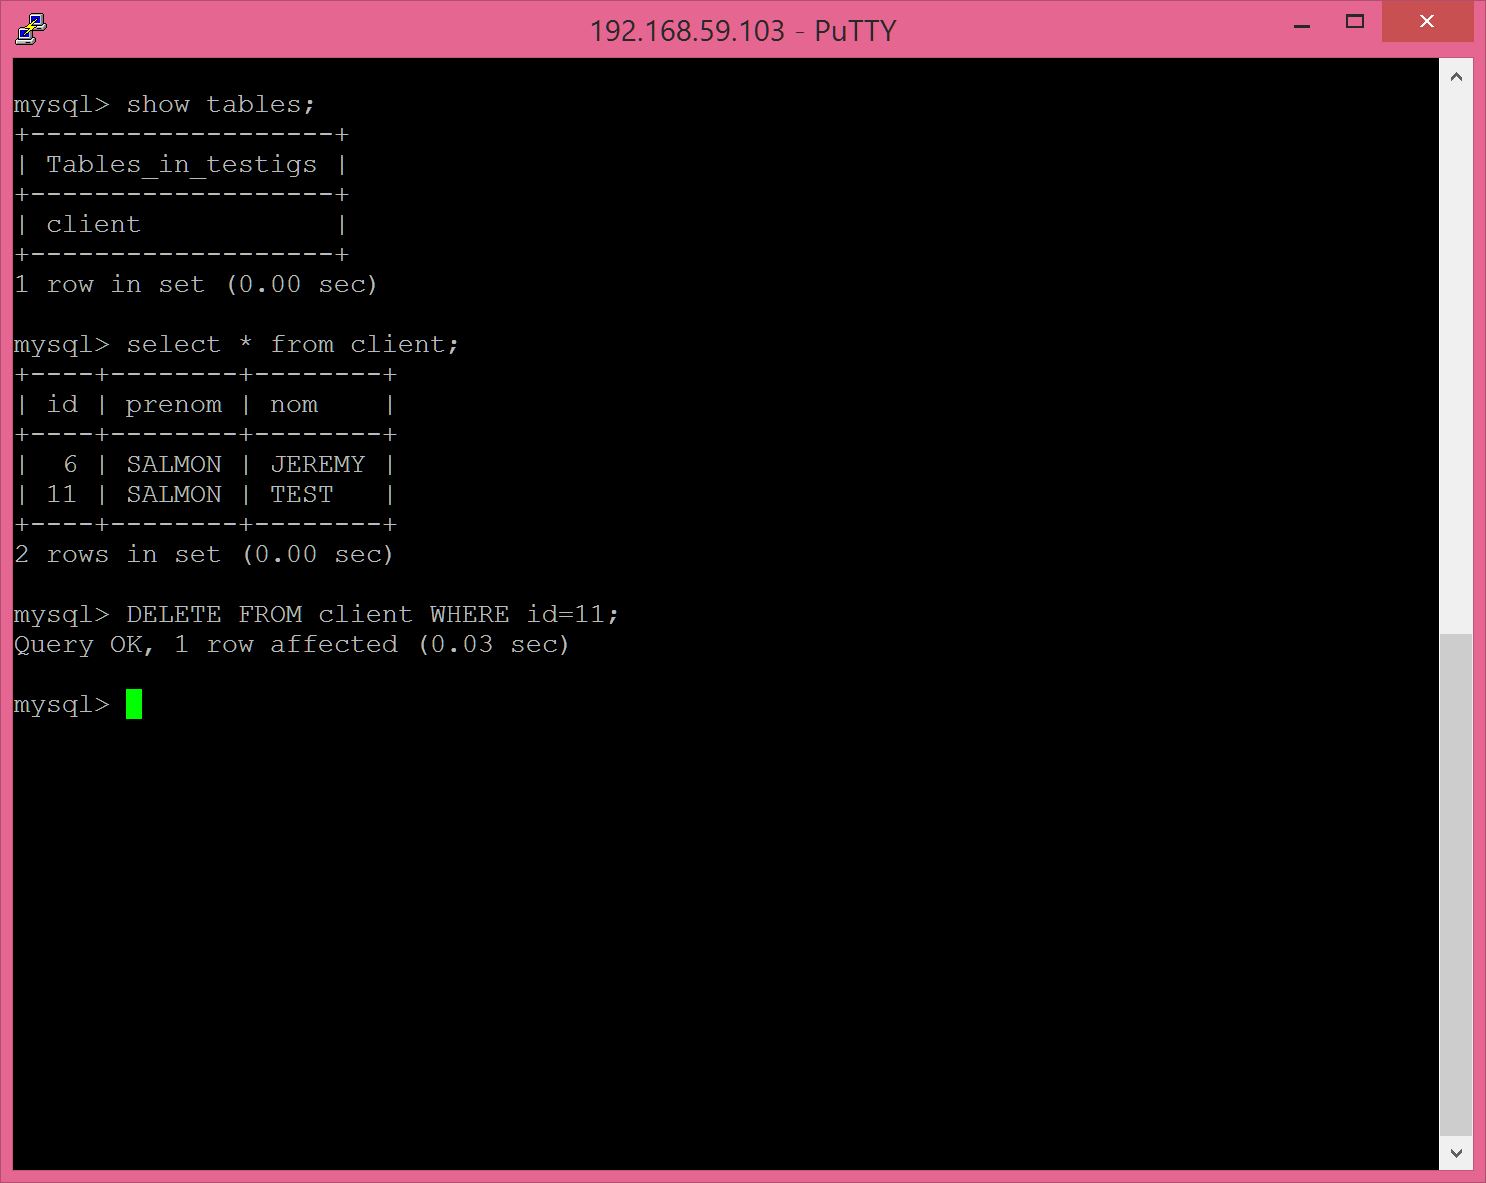 192.168.59.103 - PuTTY
mysql> show tables;
+-------------------+
| Tables_in_testigs |
+-------------------+
| client            |
+-------------------+
1 row in set (0.00 sec)
mysql> select * from client;
+----+--------+--------+
| id | prenom | nom    |
+----+--------+--------+
|  6 | SALMON | JEREMY |
| 11 | SALMON | TEST   |
+----+--------+--------+
2 rows in set (0.00 sec)
mysql> DELETE FROM client WHERE id=11;
Query OK, 1 row affected (0.03 sec)
mysql>